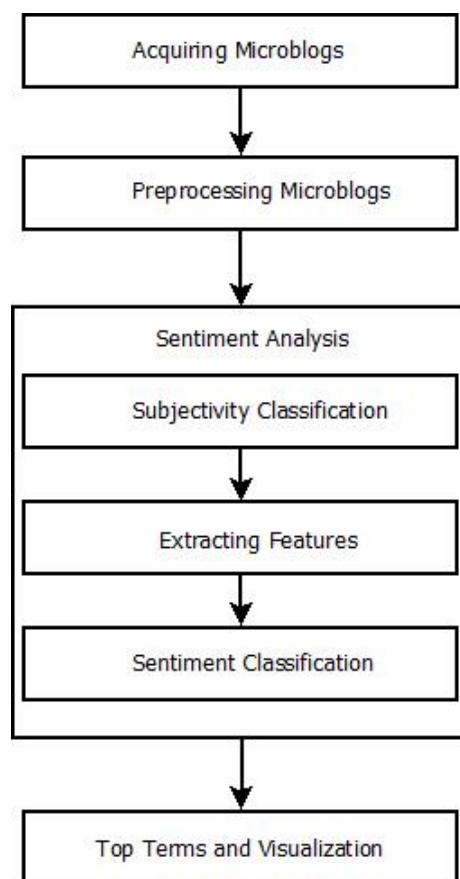 Acquiring Microblogs
Preprocessing Microblogs
Sentiment Analysis
Subjectivity Classification
Extracting Features
Sentiment Classification
Top Terms and Visualization